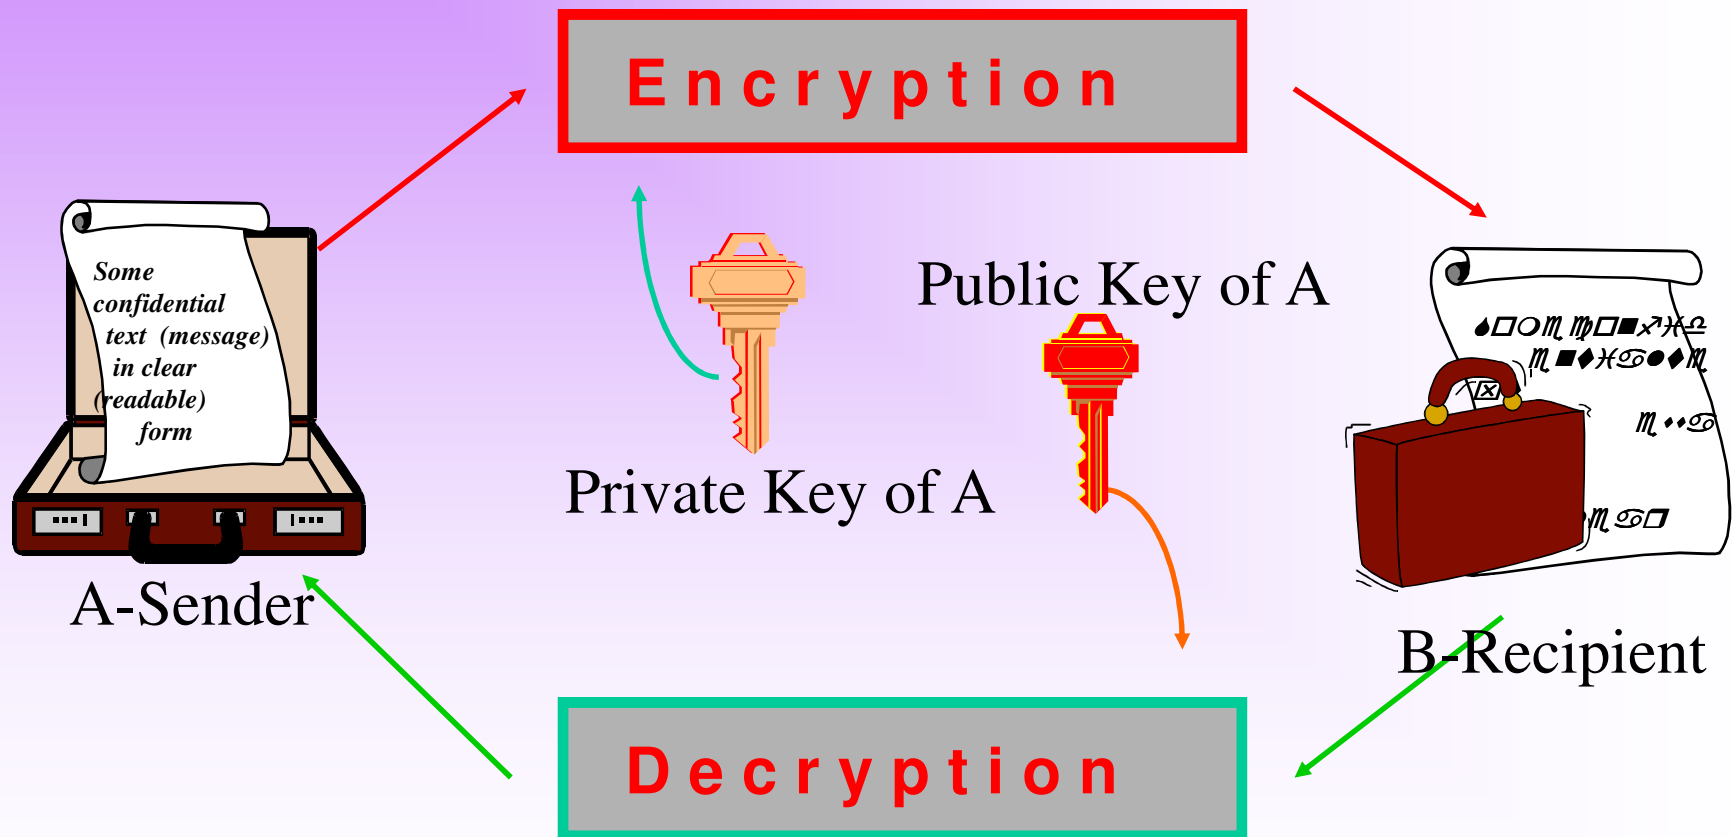 Encryption
Some
confidential
text (message)
in clear
(readable)
form
Public Key of A
Private Key of A
A-Sender
B-Recipient
Decryption